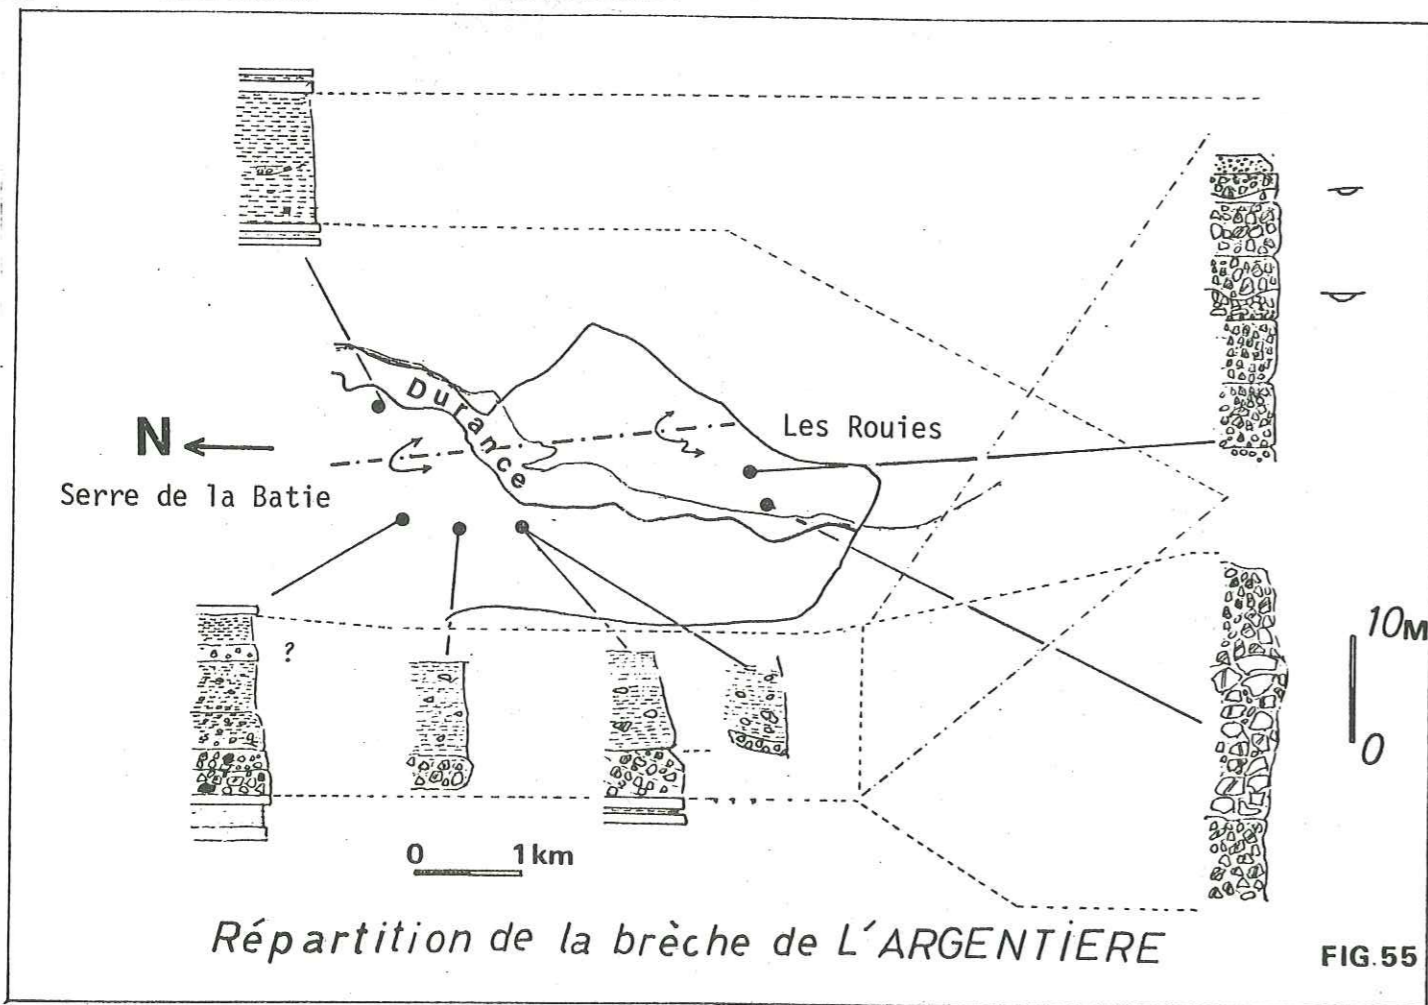 Durance
N
Les Rouies
Serre de la Batie
?
10M
0
0 1km
Répartition de la brèche de L'ARGENTIERE
FIG.55